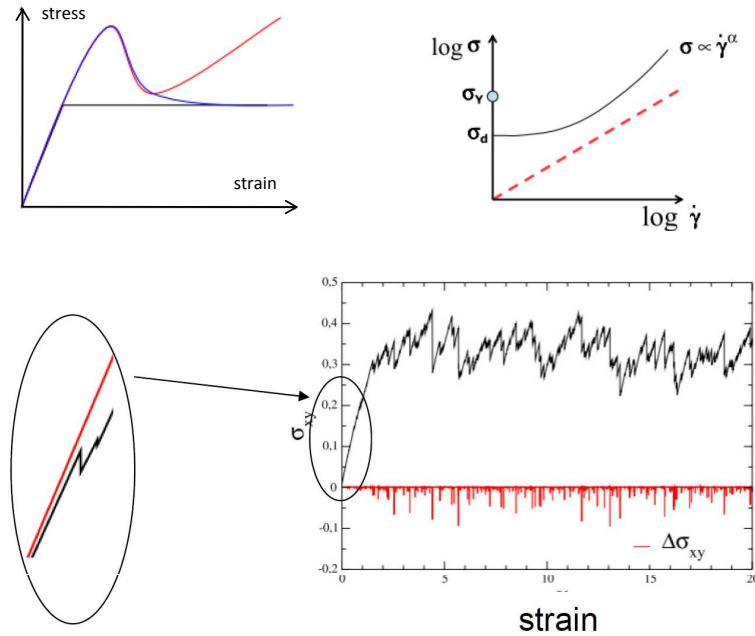 stress
strain
log σ
σ ∝ γ̇^α
σ_Y
σ_d
log γ̇
0,5
0,4
0,3
0,2
0,1
0
-0,1
-0,2
σ_xy
Δσ_xy
0 5 10 15 20
strain